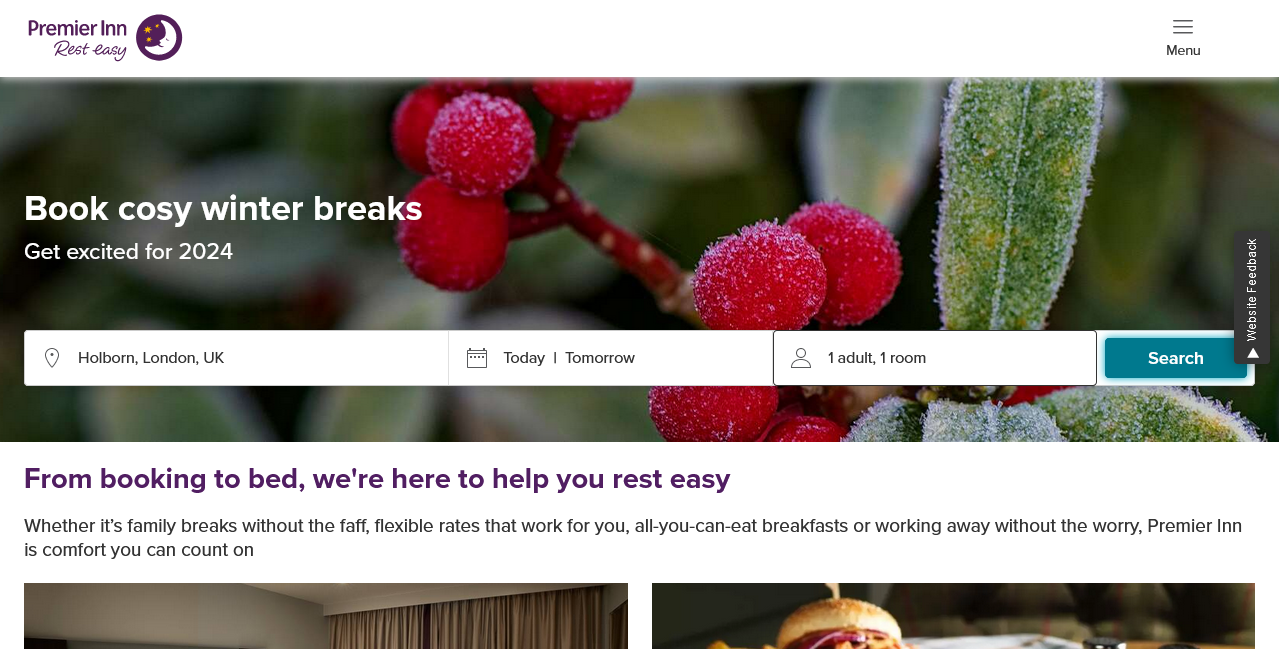 Premier Inn
Rest easy
Menu
Book cosy winter breaks
Get excited for 2024
Holborn, London, UK
Today | Tomorrow
1 adult, 1 room
Search
Website Feedback
From booking to bed, we're here to help you rest easy
Whether it’s family breaks without the faff, flexible rates that work for you, all-you-can-eat breakfasts or working away without the worry, Premier Inn
is comfort you can count on